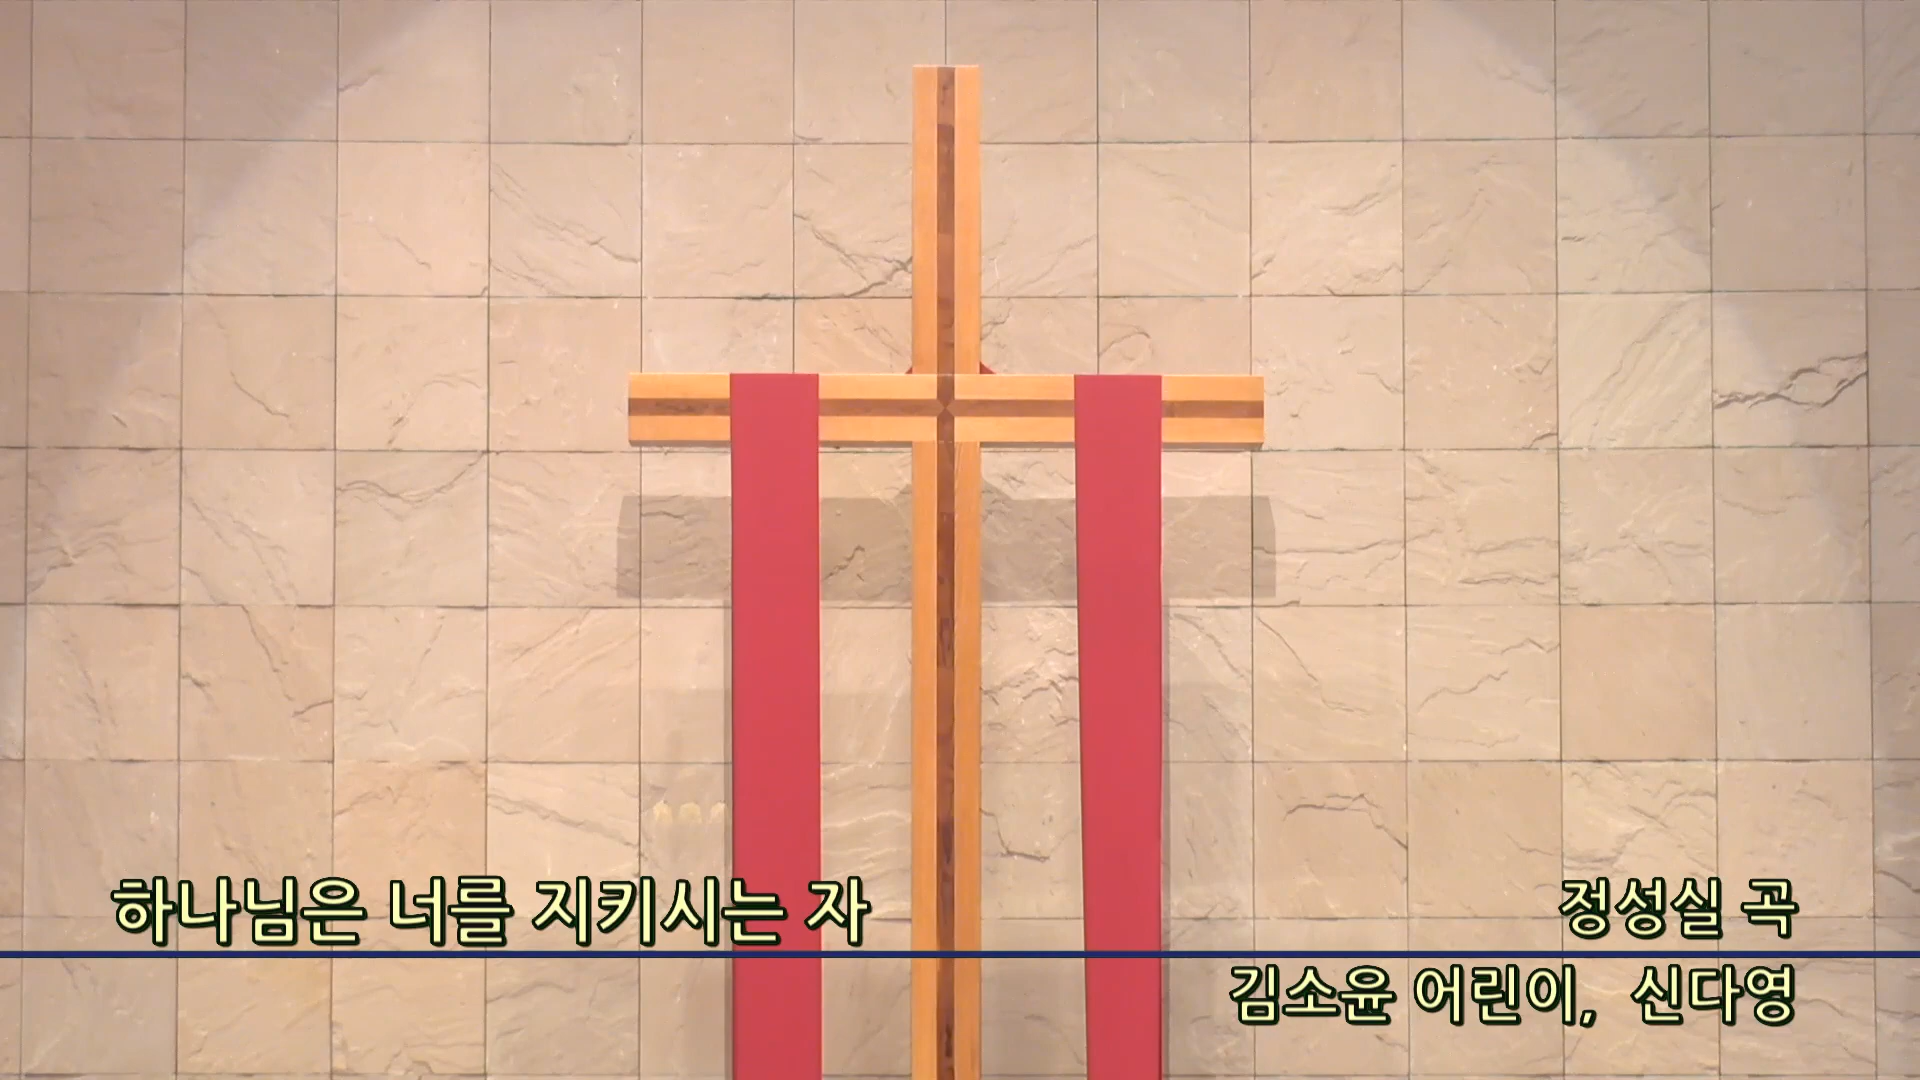 하나님은 너를 지키시는 자
정성실 곡
김소윤 어린이, 신다영